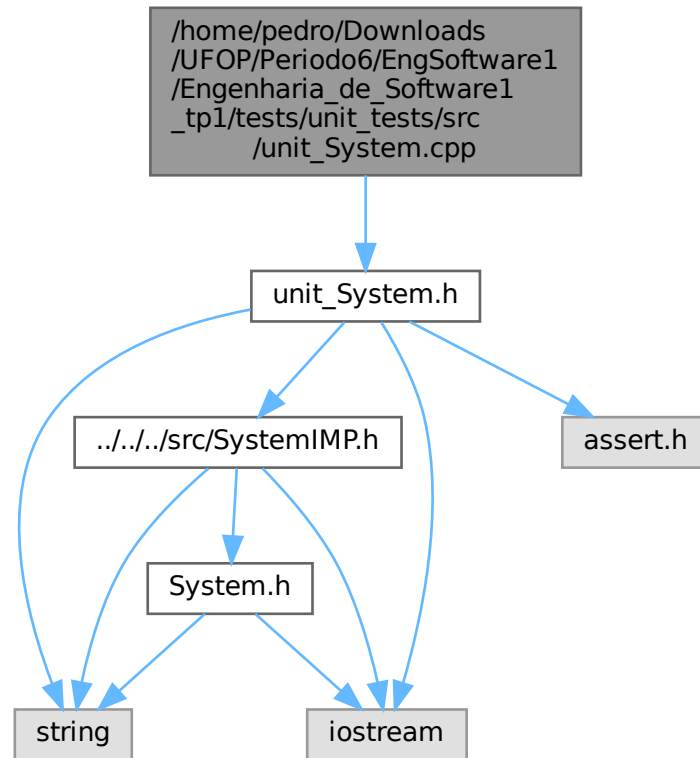 /home/pedro/Downloads
/UFOP/Periodo6/EngSoftware1
/Engenharia_de_Software1
_tp1/tests/unit_tests/src
/unit_System.cpp
unit_System.h
../../../src/SystemIMP.h
assert.h
System.h
string
iostream